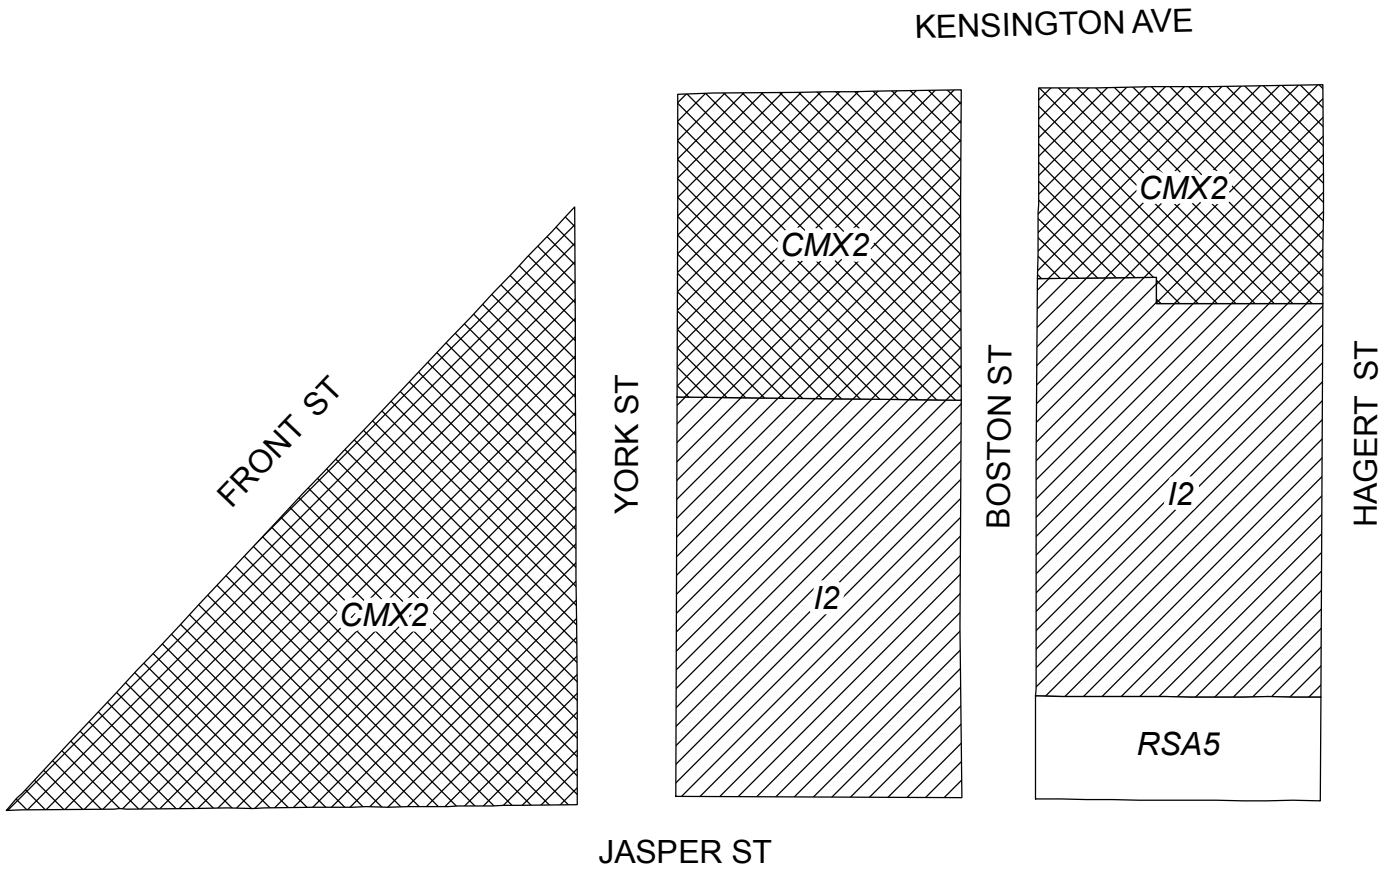 KENSINGTON AVE
CMX2
CMX2
FRONT ST
YORK ST
BOSTON ST
HAGERT ST
I2
I2
CMX2
RSA5
JASPER ST